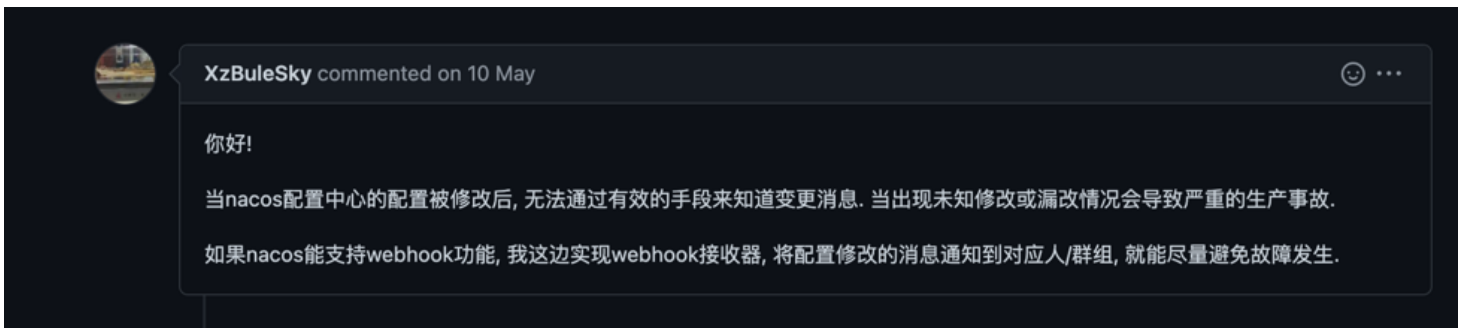 XzBuleSky commented on 10 May
你好!
当nacos配置中心的配置被修改后, 无法通过有效的手段来知道变更消息. 当出现未知修改或漏改情况会导致严重的生产事故.
如果nacos能支持webhook功能, 我这边实现webhook接收器, 将配置修改的消息通知到对应人/群组, 就能尽量避免故障发生.